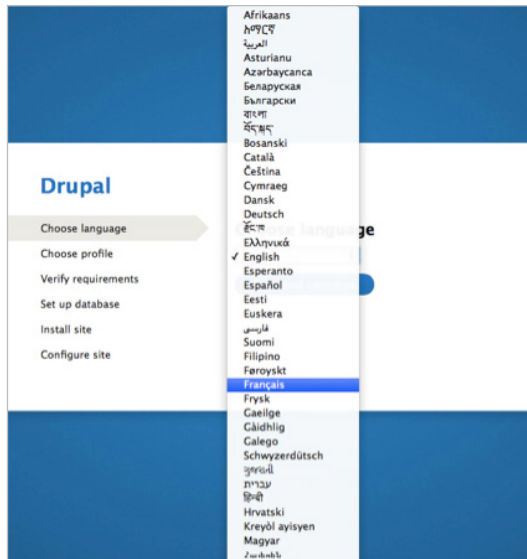 Drupal
Choose language
Choose profile
Verify requirements
Set up database
Install site
Configure site
Afrikaans
አማርኛ
العربية
Asturianu
Azərbaycanca
Беларуская
Български
বাংলা
བོད་སྐད་
Bosanski
Català
Čeština
Cymraeg
Dansk
Deutsch
རྫོང་ཁ
Ελληνικά
✓ English
Esperanto
Español
Eesti
Euskera
فارسی
Suomi
Filipino
Føroyskt
Français
Frysk
Gaeilge
Gàidhlig
Galego
Schwyzerdütsch
ગુજરાતી
עברית
हिन्दी
Hrvatski
Kreyòl ayisyen
Magyar
Choose language